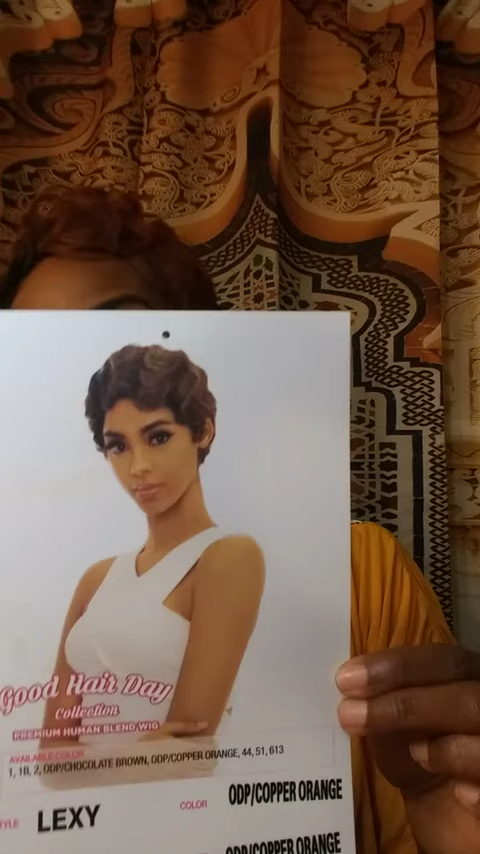 Good Hair Day
Collection
PREMIUM HUMAN BLEND WIG
AVAILABLE COLOR
1, 1B, 2, ODP/CHOCOLATE BROWN, ODP/COPPER ORANGE, 44, 51, 613
STYLE LEXY COLOR ODP/COPPER ORANGE
ODP/COPPER ORANGE